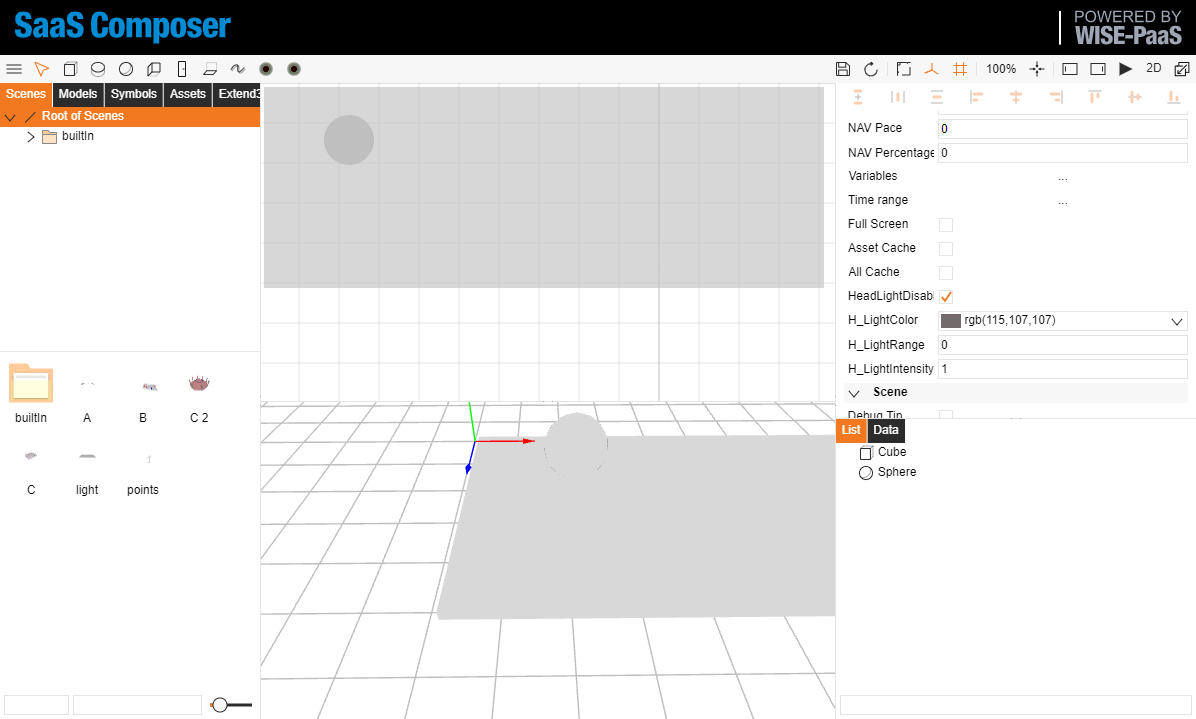 SaaS Composer
POWERED BY
WISE-PaaS
100%
2D
Scenes Models Symbols Assets Extend3
Root of Scenes
builtIn
builtIn A B C 2
C light points
NAV Pace 0
NAV Percentage 0
Variables ...
Time range ...
Full Screen
Asset Cache
All Cache
HeadLightDisabl
H_LightColor rgb(115,107,107)
H_LightRange 0
H_LightIntensity 1
Scene
Debug Tip
List Data
Cube
Sphere